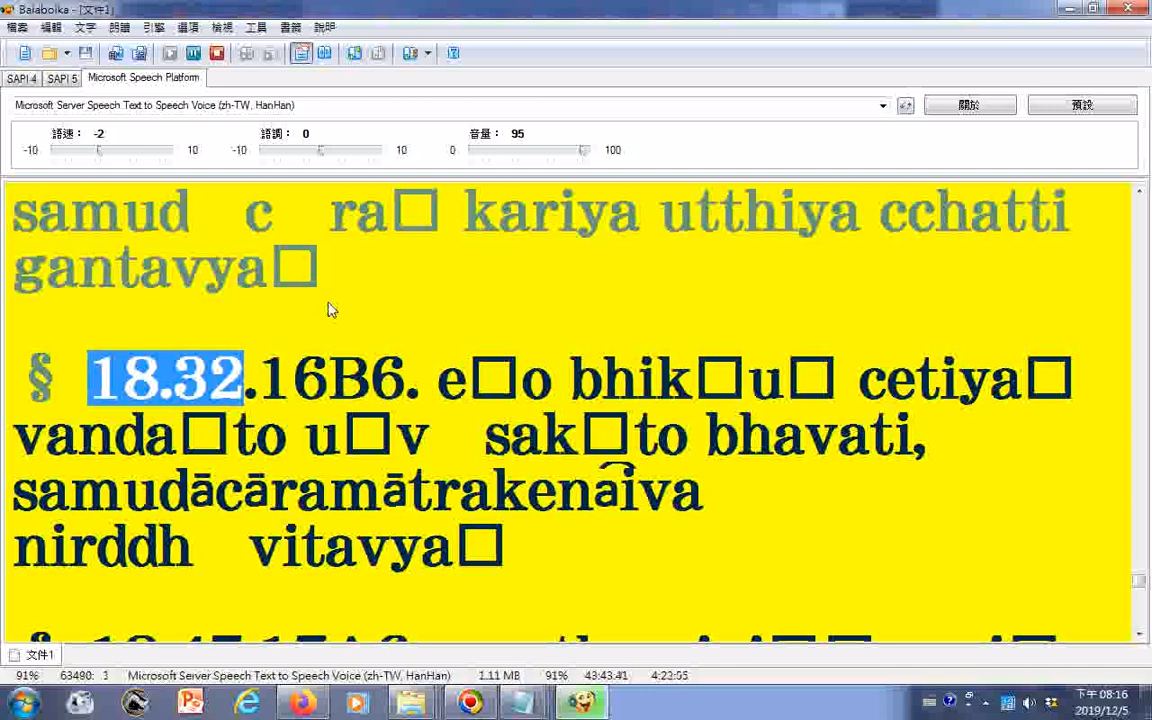 Balabolka - [文件1]
檔案 編輯 文字 朗讀 引擎 選項 檢視 工具 書籤 說明
SAPI 4 SAPI 5 Microsoft Speech Platform
Microsoft Server Speech Text to Speech Voice (zh-TW, HanHan) 關於 預設
語速： -2 語調： 0 音量： 95
-10 10 -10 10 0 100
samud c ra□ kariya utthiya cchatti
gantavya□
§ 18.32.16B6. e□o bhik□u□ cetiya□
vanda□to u□v sak□to bhavati,
samudācāramātrakenāiva
nirddh vitavya□
文件1
91% 63490: 1 Microsoft Server Speech Text to Speech Voice (zh-TW, HanHan) 1.11 MB 91% 43:43.41 4:23:55
下午 08:16
2019/12/5